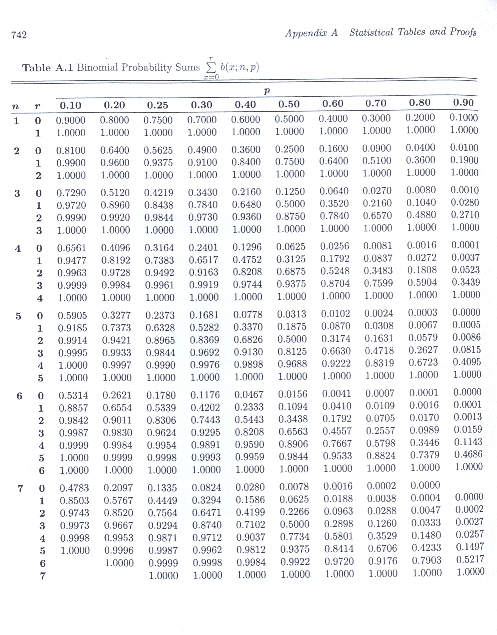 742 Appendix A Statistical Tables and Proofs
Table A.1 Binomial Probability Sums r ∑ x=0 b(x; n, p)
p
n r 0.10 0.20 0.25 0.30 0.40 0.50 0.60 0.70 0.80 0.90
1 0 0.9000 0.8000 0.7500 0.7000 0.6000 0.5000 0.4000 0.3000 0.2000 0.1000
1 1.0000 1.0000 1.0000 1.0000 1.0000 1.0000 1.0000 1.0000 1.0000 1.0000
2 0 0.8100 0.6400 0.5625 0.4900 0.3600 0.2500 0.1600 0.0900 0.0400 0.0100
1 0.9900 0.9600 0.9375 0.9100 0.8400 0.7500 0.6400 0.5100 0.3600 0.1900
2 1.0000 1.0000 1.0000 1.0000 1.0000 1.0000 1.0000 1.0000 1.0000 1.0000
3 0 0.7290 0.5120 0.4219 0.3430 0.2160 0.1250 0.0640 0.0270 0.0080 0.0010
1 0.9720 0.8960 0.8438 0.7840 0.6480 0.5000 0.3520 0.2160 0.1040 0.0280
2 0.9990 0.9920 0.9844 0.9730 0.9360 0.8750 0.7840 0.6570 0.4880 0.2710
3 1.0000 1.0000 1.0000 1.0000 1.0000 1.0000 1.0000 1.0000 1.0000 1.0000
4 0 0.6561 0.4096 0.3164 0.2401 0.1296 0.0625 0.0256 0.0081 0.0016 0.0001
1 0.9477 0.8192 0.7383 0.6517 0.4752 0.3125 0.1792 0.0837 0.0272 0.0037
2 0.9963 0.9728 0.9492 0.9163 0.8208 0.6875 0.5248 0.3483 0.1808 0.0523
3 0.9999 0.9984 0.9961 0.9919 0.9744 0.9375 0.8704 0.7599 0.5904 0.3439
4 1.0000 1.0000 1.0000 1.0000 1.0000 1.0000 1.0000 1.0000 1.0000 1.0000
5 0 0.5905 0.3277 0.2373 0.1681 0.0778 0.0313 0.0102 0.0024 0.0003 0.0000
1 0.9185 0.7373 0.6328 0.5282 0.3370 0.1875 0.0870 0.0308 0.0067 0.0005
2 0.9914 0.9421 0.8965 0.8369 0.6826 0.5000 0.3174 0.1631 0.0579 0.0086
3 0.9995 0.9933 0.9844 0.9692 0.9130 0.8125 0.6630 0.4718 0.2627 0.0815
4 1.0000 0.9997 0.9990 0.9976 0.9898 0.9688 0.9222 0.8319 0.6723 0.4095
5 1.0000 1.0000 1.0000 1.0000 1.0000 1.0000 1.0000 1.0000 1.0000
6 0 0.5314 0.2621 0.1780 0.1176 0.0467 0.0156 0.0041 0.0007 0.0001 0.0000
1 0.8857 0.6554 0.5339 0.4202 0.2333 0.1094 0.0410 0.0109 0.0016 0.0001
2 0.9842 0.9011 0.8306 0.7443 0.5443 0.3438 0.1792 0.0705 0.0170 0.0013
3 0.9987 0.9830 0.9624 0.9295 0.8208 0.6563 0.4557 0.2557 0.0989 0.0159
4 0.9999 0.9984 0.9954 0.9891 0.9590 0.8906 0.7667 0.5798 0.3446 0.1143
5 1.0000 0.9999 0.9998 0.9993 0.9959 0.9844 0.9533 0.8824 0.7379 0.4686
6 1.0000 1.0000 1.0000 1.0000 1.0000 1.0000 1.0000 1.0000 1.0000
7 0 0.4783 0.2097 0.1335 0.0824 0.0280 0.0078 0.0016 0.0002 0.0000
1 0.8503 0.5767 0.4449 0.3294 0.1586 0.0625 0.0188 0.0038 0.0004 0.0000
2 0.9743 0.8520 0.7564 0.6471 0.4199 0.2266 0.0963 0.0288 0.0047 0.0002
3 0.9973 0.9667 0.9294 0.8740 0.7102 0.5000 0.2898 0.1260 0.0333 0.0027
4 0.9998 0.9953 0.9871 0.9712 0.9037 0.7734 0.5801 0.3529 0.1480 0.0257
5 1.0000 0.9996 0.9987 0.9962 0.9812 0.9375 0.8414 0.6706 0.4233 0.1497
6 1.0000 0.9999 0.9998 0.9984 0.9922 0.9720 0.9176 0.7903 0.5217
7 1.0000 1.0000 1.0000 1.0000 1.0000 1.0000 1.0000 1.0000